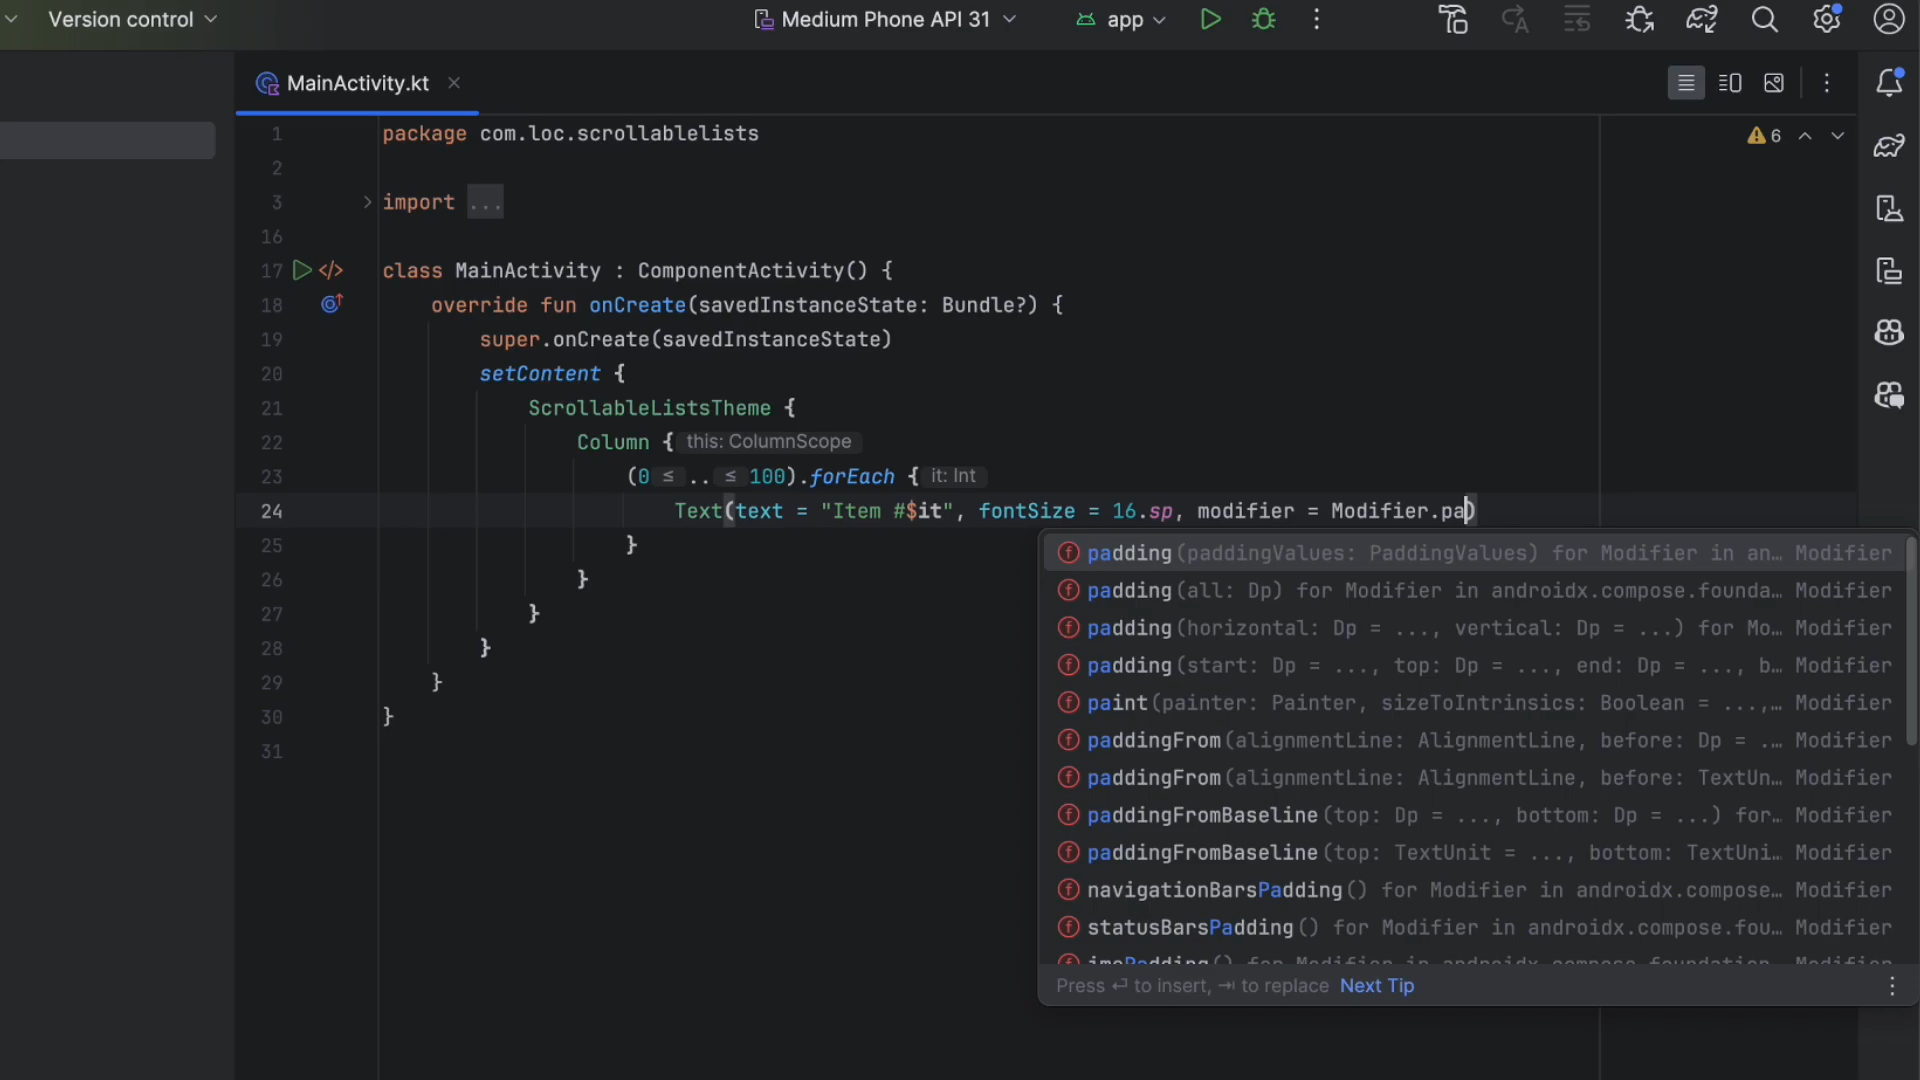 Version control
Medium Phone API 31
app
MainActivity.kt
6
1 package com.loc.scrollablelists
2
3 import ...
16
17 class MainActivity : ComponentActivity() {
18 override fun onCreate(savedInstanceState: Bundle?) {
19 super.onCreate(savedInstanceState)
20 setContent {
21 ScrollableListsTheme {
22 Column { this: ColumnScope
23 (0 ≤ .. ≤ 100).forEach { it: Int
24 Text(text = "Item #$it", fontSize = 16.sp, modifier = Modifier.pa)
25 }
26 }
27 }
28 }
29 }
30 }
31
padding(paddingValues: PaddingValues) for Modifier in an... Modifier
padding(all: Dp) for Modifier in androidx.compose.founda... Modifier
padding(horizontal: Dp = ..., vertical: Dp = ...) for Mo... Modifier
padding(start: Dp = ..., top: Dp = ..., end: Dp = ..., b... Modifier
paint(painter: Painter, sizeToIntrinsics: Boolean = ...,... Modifier
paddingFrom(alignmentLine: AlignmentLine, before: Dp = ... Modifier
paddingFrom(alignmentLine: AlignmentLine, before: TextUn... Modifier
paddingFromBaseline(top: Dp = ..., bottom: Dp = ...) for... Modifier
paddingFromBaseline(top: TextUnit = ..., bottom: TextUni... Modifier
navigationBarsPadding() for Modifier in androidx.compose... Modifier
statusBarsPadding() for Modifier in androidx.compose.fou... Modifier
imePadding() for Modifier in androidx.compose.foundation... Modifier
Press ↵ to insert, ⇥ to replace Next Tip